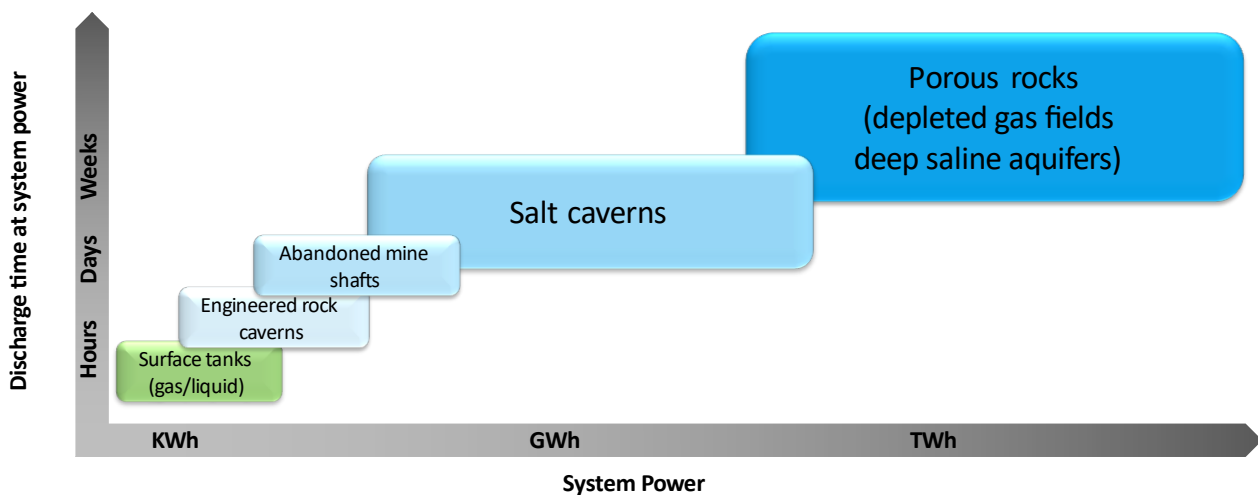 Discharge time at system power
Weeks
Days
Hours
Porous rocks
(depleted gas fields
deep saline aquifers)
Salt caverns
Abandoned mine
shafts
Engineered rock
caverns
Surface tanks
(gas/liquid)
KWh
GWh
TWh
System Power